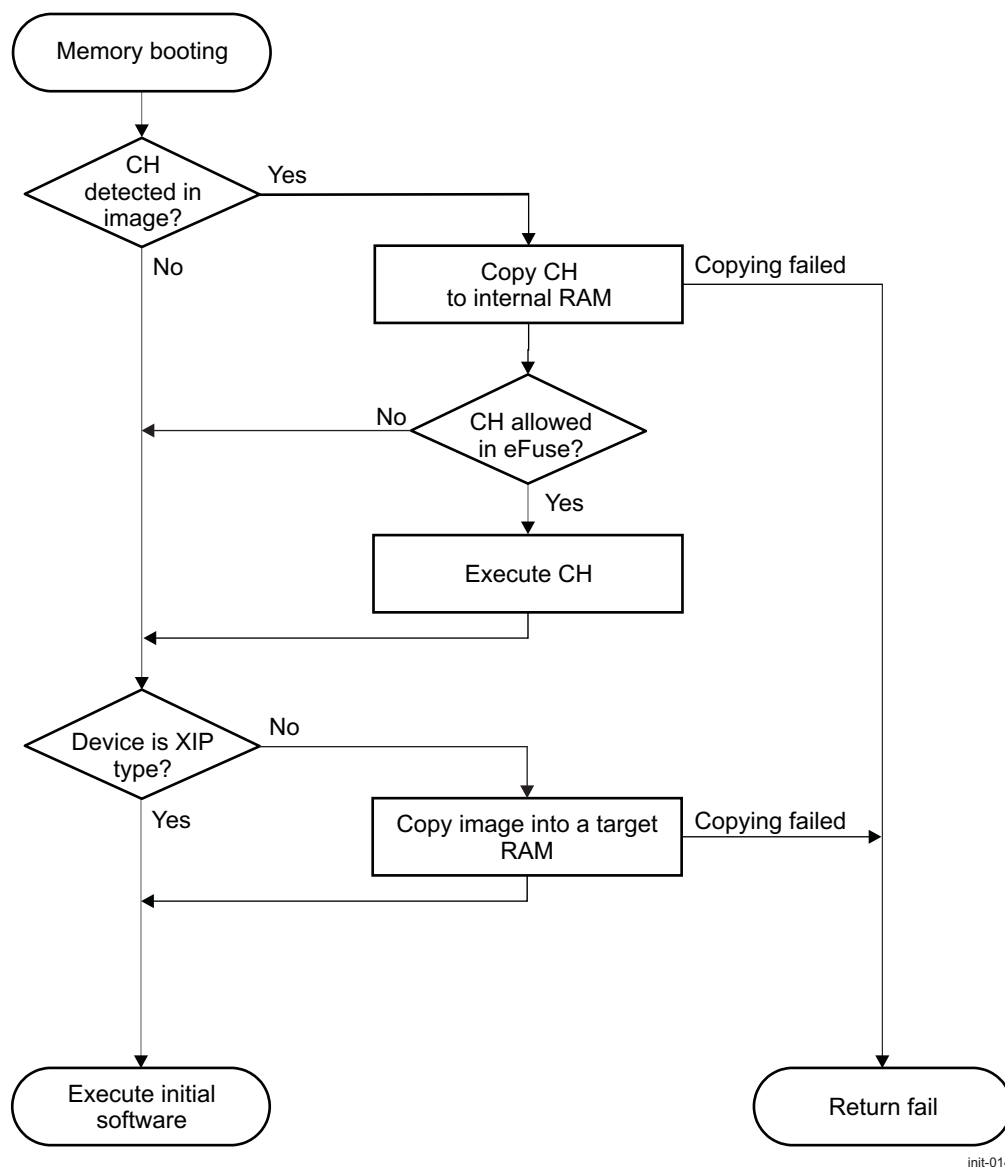 Memory booting
CH
detected in
image?
Yes
No
Copy CH
to internal RAM
Copying failed
No
CH allowed
in eFuse?
Yes
Execute CH
Device is XIP
type?
No
Yes
Copy image into a target
RAM
Copying failed
Execute initial
software
Return fail